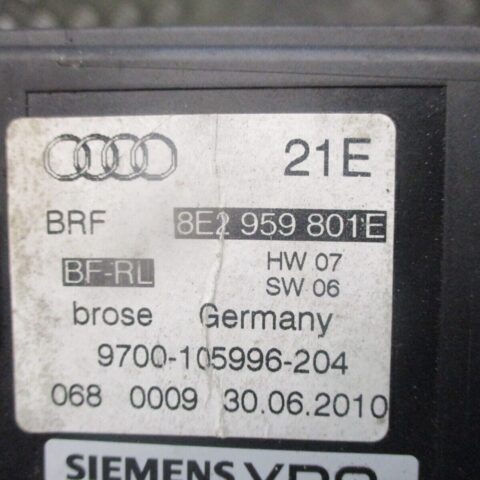 21E
BRF 8E2 959 801E
BF-RL HW 07
SW 06
brose Germany
9700-105996-204
068 0009 30.06.2010
SIEMENS VDO